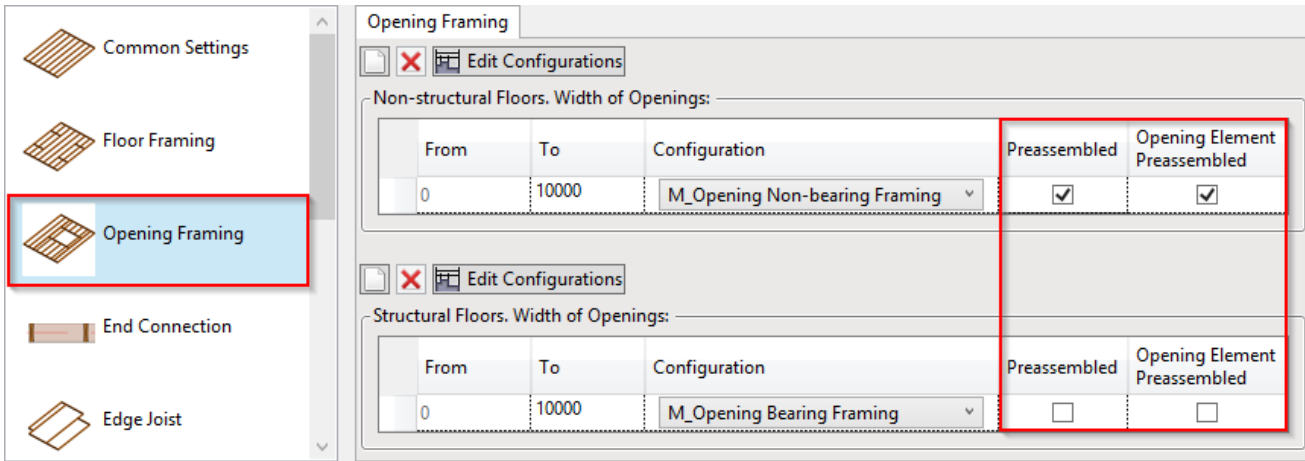 Common Settings
Floor Framing
Opening Framing
End Connection
Edge Joist
Opening Framing
Edit Configurations
Non-structural Floors. Width of Openings:
From To Configuration Preassembled Opening Element
Preassembled
0 10000 M_Opening Non-bearing Framing
Edit Configurations
Structural Floors. Width of Openings:
From To Configuration Preassembled Opening Element
Preassembled
0 10000 M_Opening Bearing Framing